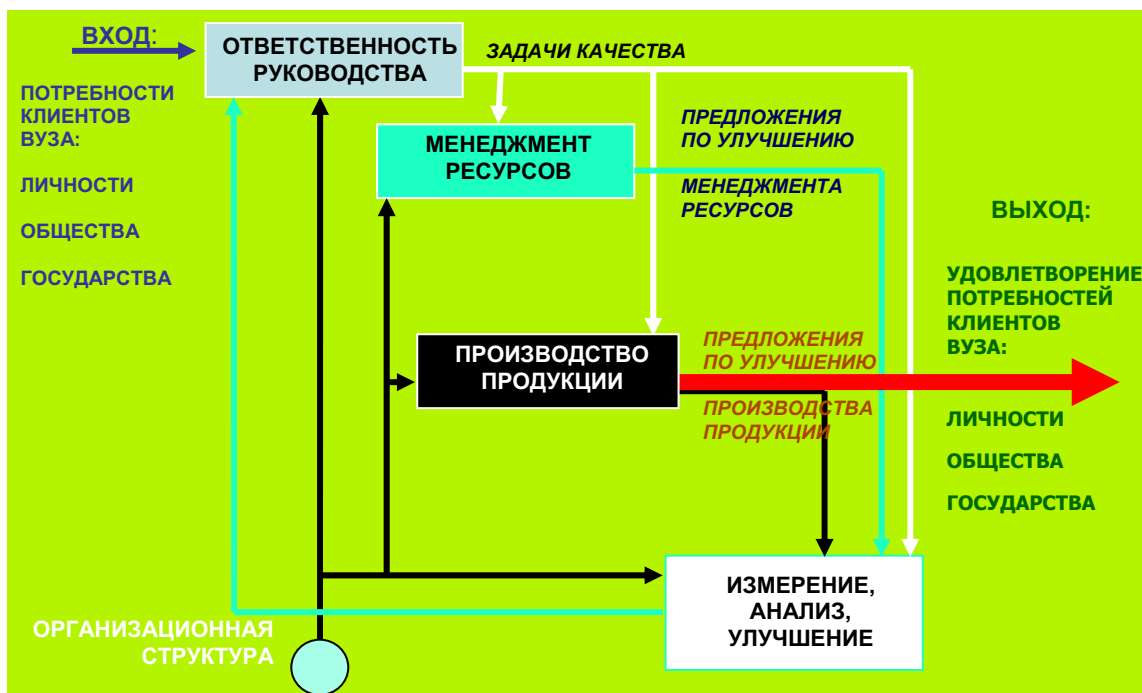 ВХОД:
ПОТРЕБНОСТИ
КЛИЕНТОВ
ВУЗА:
ЛИЧНОСТИ
ОБЩЕСТВА
ГОСУДАРСТВА
ОТВЕТСТВЕННОСТЬ
РУКОВОДСТВА
ЗАДАЧИ КАЧЕСТВА
МЕНЕДЖМЕНТ
РЕСУРСОВ
ПРЕДЛОЖЕНИЯ
ПО УЛУЧШЕНИЮ
МЕНЕДЖМЕНТА
РЕСУРСОВ
ПРОИЗВОДСТВО
ПРОДУКЦИИ
ПРЕДЛОЖЕНИЯ
ПО УЛУЧШЕНИЮ
ПРОИЗВОДСТВА
ПРОДУКЦИИ
ВЫХОД:
УДОВЛЕТВОРЕНИЕ
ПОТРЕБНОСТЕЙ
КЛИЕНТОВ
ВУЗА:
ЛИЧНОСТИ
ОБЩЕСТВА
ГОСУДАРСТВА
ИЗМЕРЕНИЕ,
АНАЛИЗ,
УЛУЧШЕНИЕ
ОРГАНИЗАЦИОННАЯ
СТРУКТУРА